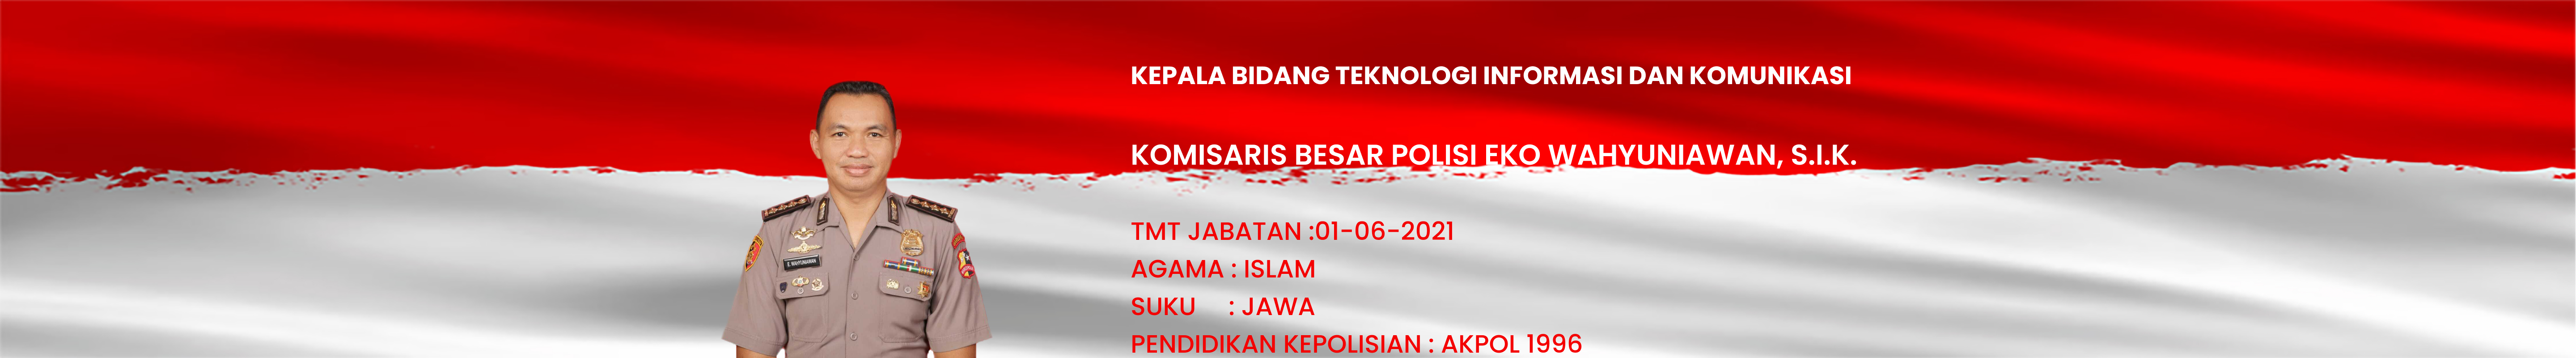 KEPALA BIDANG TEKNOLOGI INFORMASI DAN KOMUNIKASI
KOMISARIS BESAR POLISI EKO WAHYUNIAWAN, S.I.K.
TMT JABATAN :01-06-2021
AGAMA : ISLAM
SUKU : JAWA
PENDIDIKAN KEPOLISIAN : AKPOL 1996
E. WAHYUNIAWAN